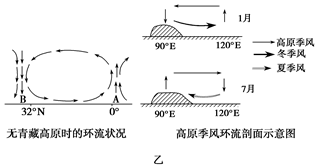 1月
90°E
120°E
高原季风
冬季风
夏季风
7月
90°E
120°E
B
A
32°N
0°
无青藏高原时的环流状况
高原季风环流剖面示意图
乙